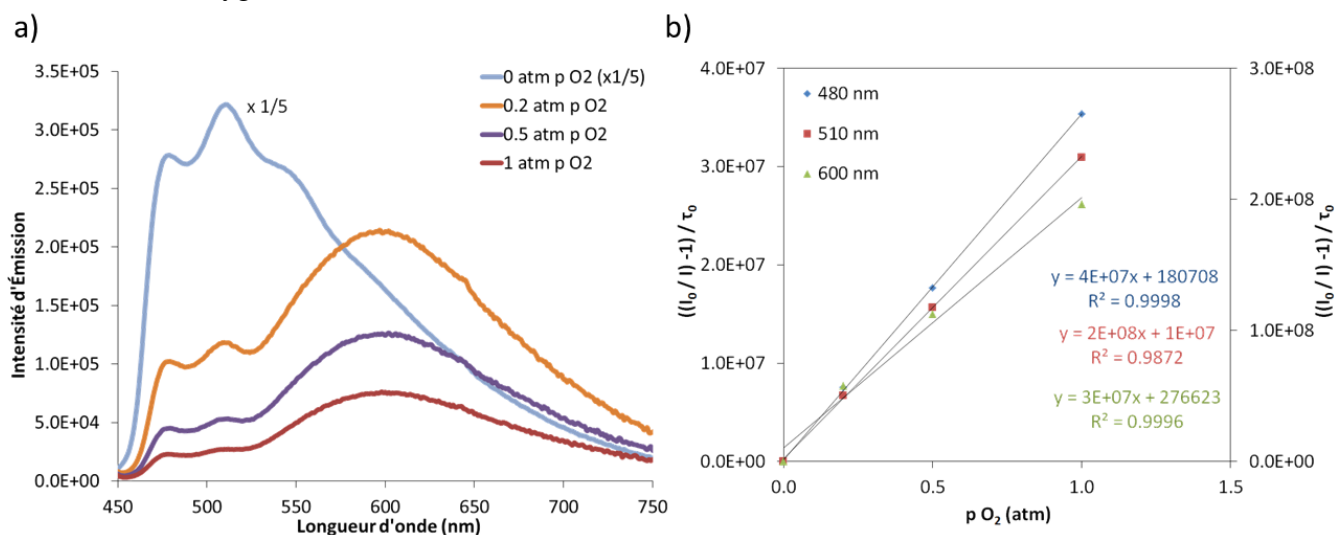 a)
3.5E+05
3.0E+05
2.5E+05
2.0E+05
1.5E+05
1.0E+05
5.0E+04
0.0E+00
Intensité d'Émission
x 1/5
0 atm p O2 (x1/5)
0.2 atm p O2
0.5 atm p O2
1 atm p O2
450 500 550 600 650 700 750
Longueur d'onde (nm)
b)
4.0E+07
3.0E+07
2.0E+07
1.0E+07
0.0E+00
((I₀ / I) -1) / τ₀
480 nm
510 nm
600 nm
y = 4E+07x + 180708
R² = 0.9998
y = 2E+08x + 1E+07
R² = 0.9872
y = 3E+07x + 276623
R² = 0.9996
3.0E+08
2.0E+08
1.0E+08
0.0E+00
((I₀ / I) -1) / τ₀
0.0 0.5 1.0 1.5
p O₂ (atm)